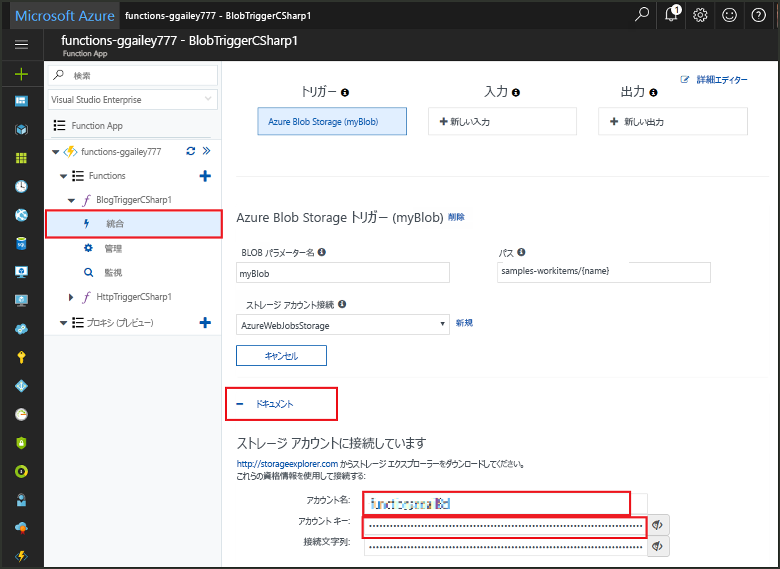 Microsoft Azure functions-ggailey777 - BlobTriggerCSharp1
1
functions-ggailey777 - BlobTriggerCSharp1
Function App
検索
Visual Studio Enterprise
Function App
functions-ggailey777
Functions
BlogTriggerCSharp1
統合
管理
監視
HttpTriggerCSharp1
プロキシ (プレビュー)
詳細エディター
トリガー 入力 出力
Azure Blob Storage (myBlob) 新しい入力 新しい出力
Azure Blob Storage トリガー (myBlob) 削除
BLOB パラメーター名 パス
myBlob samples-workitems/{name}
ストレージ アカウント接続
AzureWebJobsStorage 新規
キャンセル
ドキュメント
ストレージ アカウントに接続しています
http://storageexplorer.com からストレージ エクスプローラーをダウンロードしてください。
これらの資格情報を使用して接続する:
アカウント名:
アカウント キー:
接続文字列: